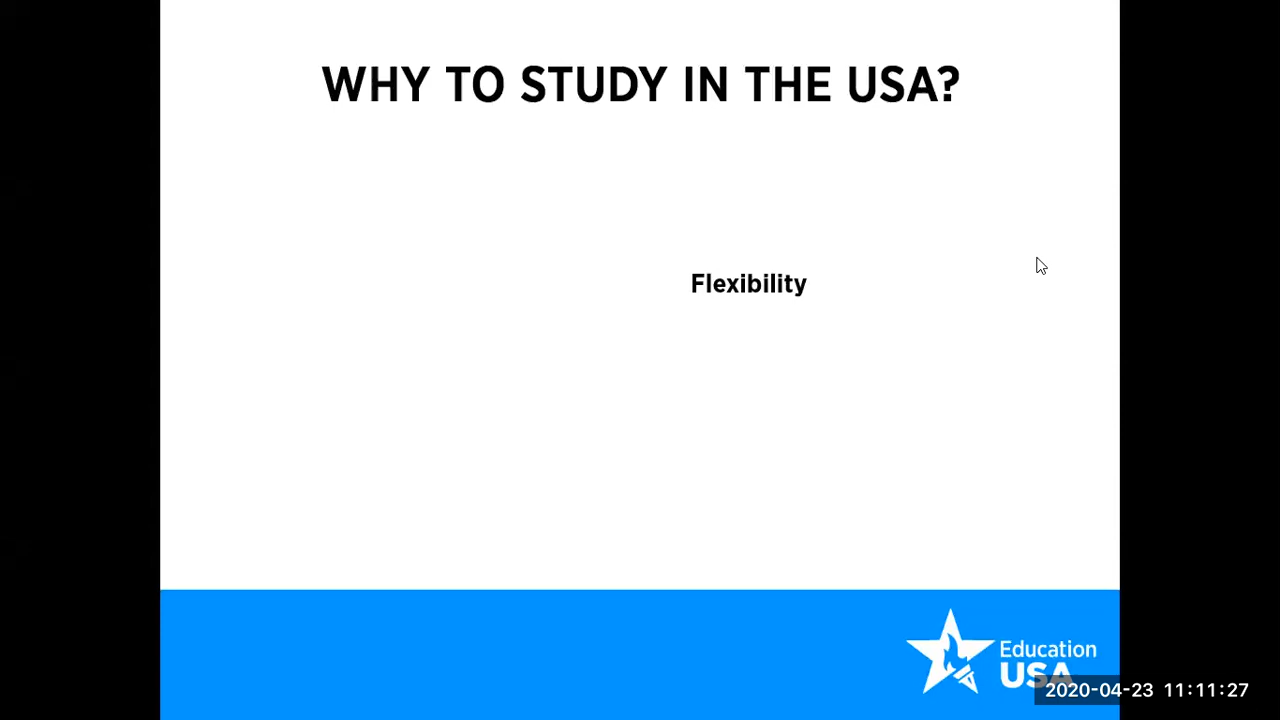 WHY TO STUDY IN THE USA?
Flexibility
Education
USA
2020-04-23 11:11:27